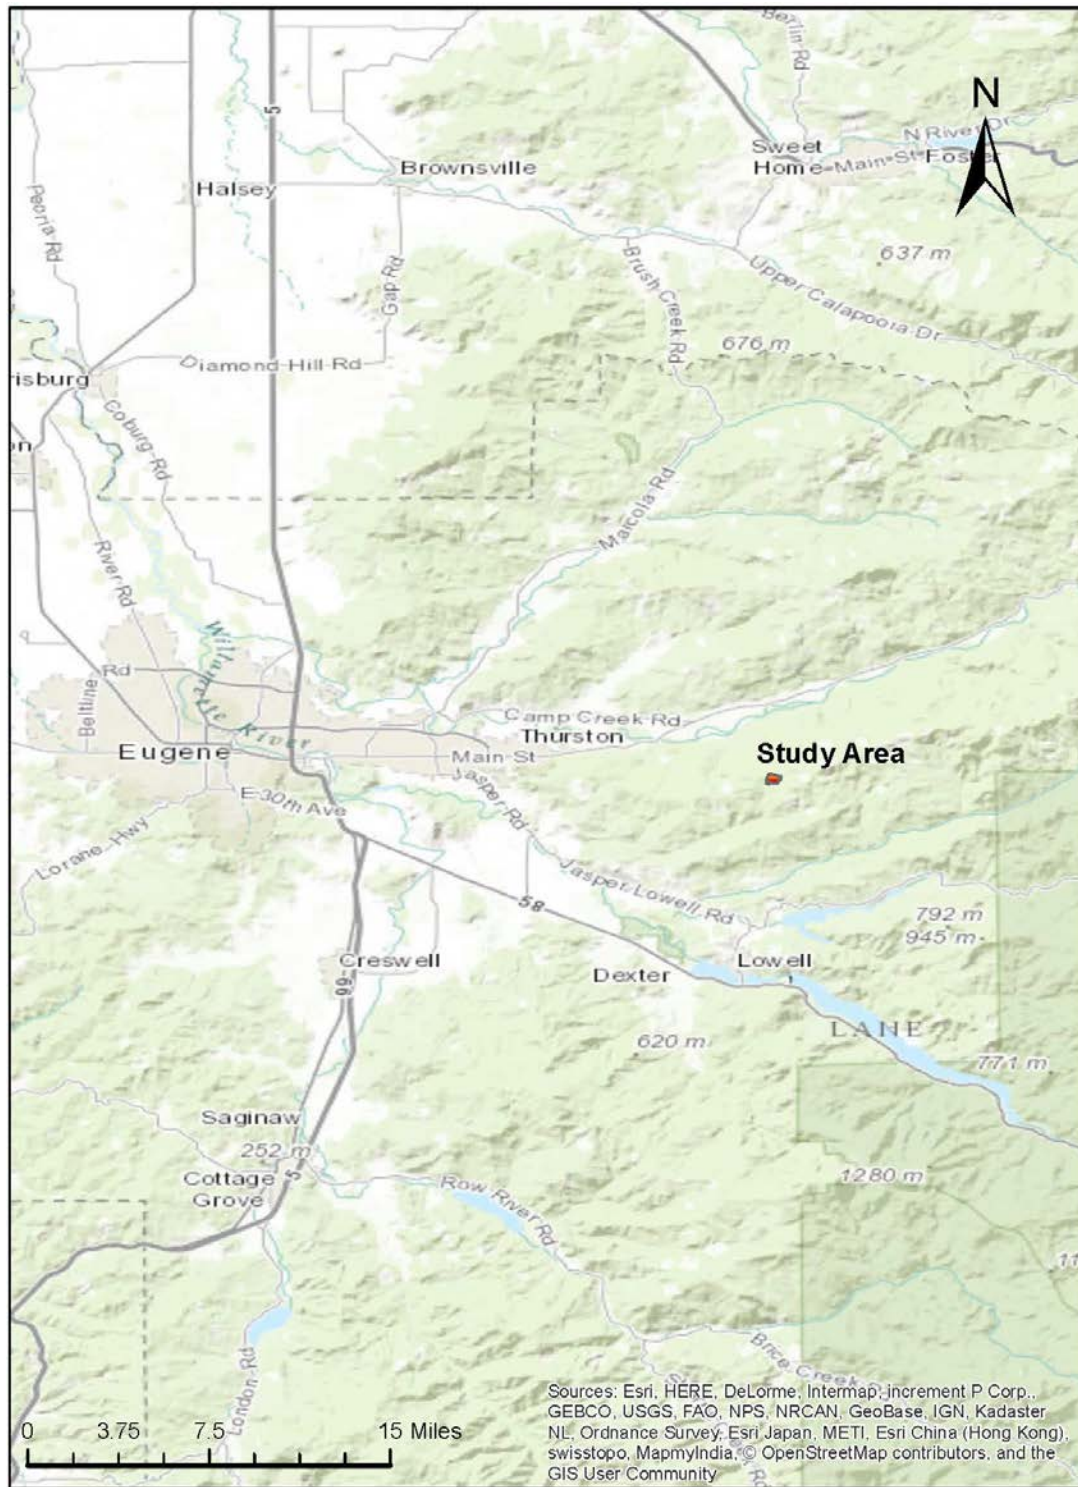 Berlin Rd
N
5
N River Dr
Sweet
Home
Main St
Foster
Brownsville
Halsey
Peoria Rd
637 m
Gap Rd
Brush Creek Rd
Upper Calapooia Dr
676 m
Diamond Hill Rd
risburg
Coburg Rd
on
Marcola Rd
River Rd
Willamette River
Rd
Beltline
Camp Creek Rd
Thurston
Eugene
Main St
Study Area
Jasper Rd
E 30th Ave
Lorane Hwy
Jasper Lowell Rd
58
792 m
945 m
Creswell
Lowell
Dexter
99
LANE
620 m
771 m
Saginaw
252 m
Cottage
Grove
5
1280 m
Row River Rd
11
Brice Creek
London Rd
0 3.75 7.5 15 Miles
Sources: Esri, HERE, DeLorme, Intermap, increment P Corp.,
GEBCO, USGS, FAO, NPS, NRCAN, GeoBase, IGN, Kadaster
NL, Ordnance Survey, Esri Japan, METI, Esri China (Hong Kong),
swisstopo, MapmyIndia, © OpenStreetMap contributors, and the
GIS User Community